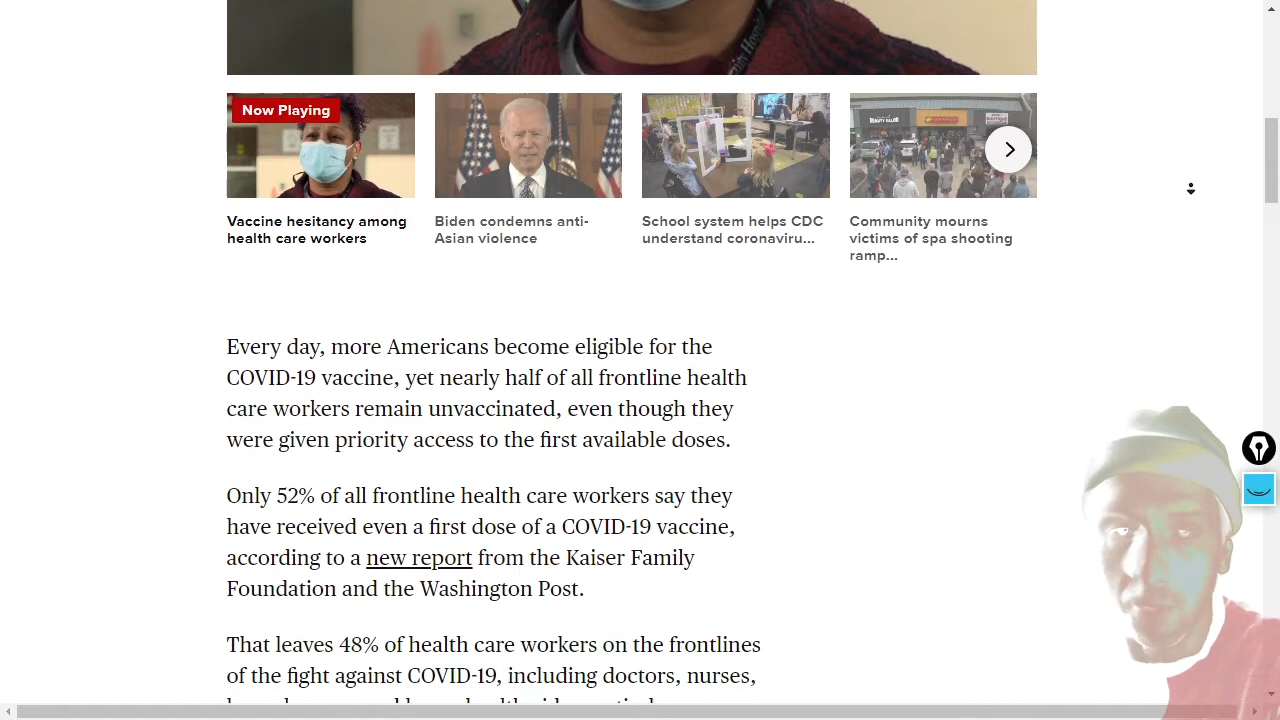 Now Playing
Vaccine hesitancy among
health care workers
Biden condemns anti-
Asian violence
School system helps CDC
understand coronaviru...
Community mourns
victims of spa shooting
ramp...
Every day, more Americans become eligible for the
COVID-19 vaccine, yet nearly half of all frontline health
care workers remain unvaccinated, even though they
were given priority access to the first available doses.
Only 52% of all frontline health care workers say they
have received even a first dose of a COVID-19 vaccine,
according to a new report from the Kaiser Family
Foundation and the Washington Post.
That leaves 48% of health care workers on the frontlines
of the fight against COVID-19, including doctors, nurses,